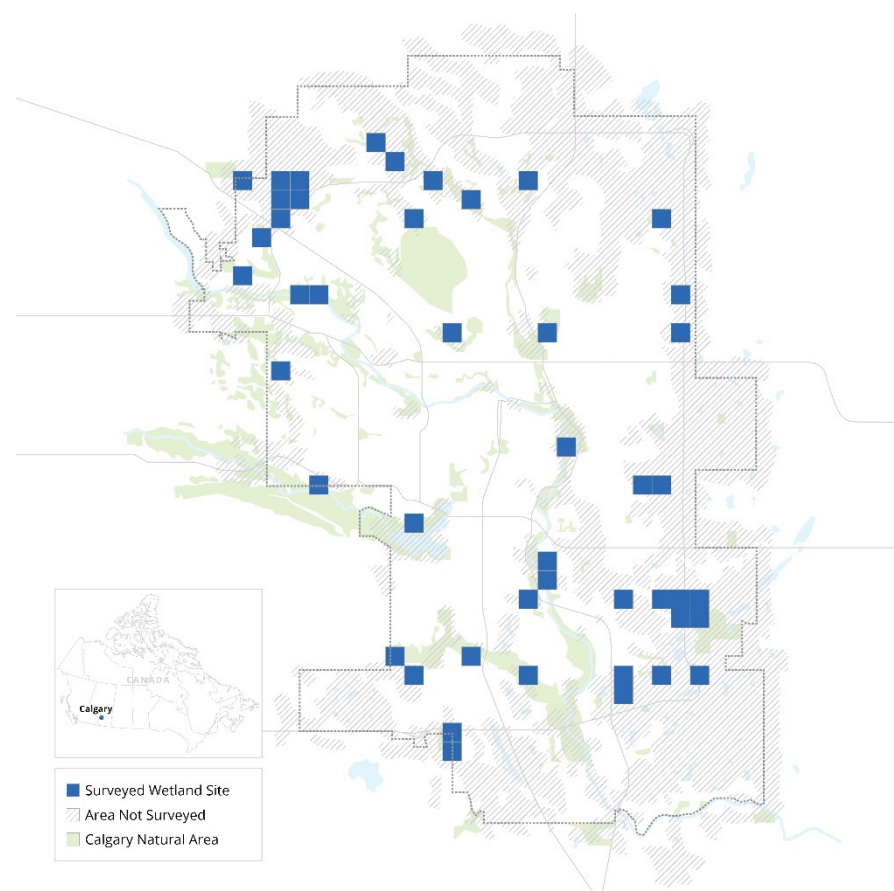 CANADA
Calgary
Surveyed Wetland Site
Area Not Surveyed
Calgary Natural Area